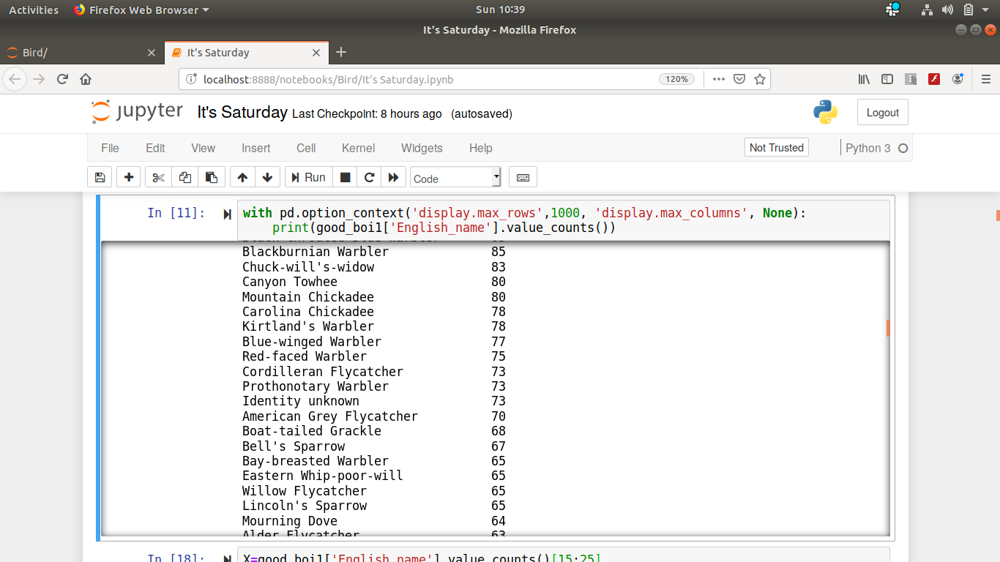 Activities Firefox Web Browser Sun 10:39
It's Saturday - Mozilla Firefox
Bird/ It's Saturday
localhost:8888/notebooks/Bird/It's Saturday.ipynb 120%
jupyter It's Saturday Last Checkpoint: 8 hours ago (autosaved) Logout
File Edit View Insert Cell Kernel Widgets Help Not Trusted Python 3
Run Code
In [11]: with pd.option_context('display.max_rows',1000, 'display.max_columns', None):
print(good_boi1['English_name'].value_counts())
Blackburnian Warbler 85
Chuck-will's-widow 83
Canyon Towhee 80
Mountain Chickadee 80
Carolina Chickadee 78
Kirtland's Warbler 78
Blue-winged Warbler 77
Red-faced Warbler 75
Cordilleran Flycatcher 73
Prothonotary Warbler 73
Identity unknown 73
American Grey Flycatcher 70
Boat-tailed Grackle 68
Bell's Sparrow 67
Bay-breasted Warbler 65
Eastern Whip-poor-will 65
Willow Flycatcher 65
Lincoln's Sparrow 65
Mourning Dove 64
Alder Flycatcher 63
In [18]: X=good_boi1['English_name'].value_counts()[15:25]